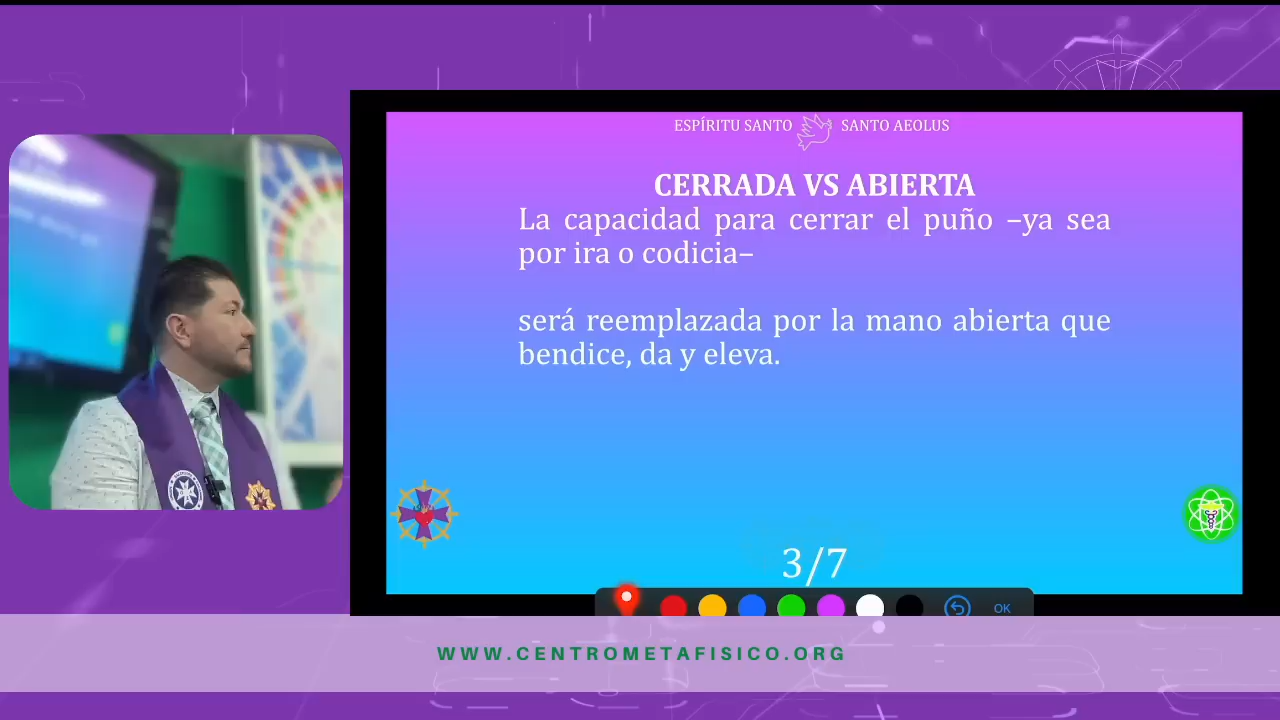 ESPÍRITU SANTO SANTO AEOLUS
CERRADA VS ABIERTA
La capacidad para cerrar el puño –ya sea
por ira o codicia–
será reemplazada por la mano abierta que
bendice, da y eleva.
3/7
OK
WWW.CENTROMETAFISICO.ORG